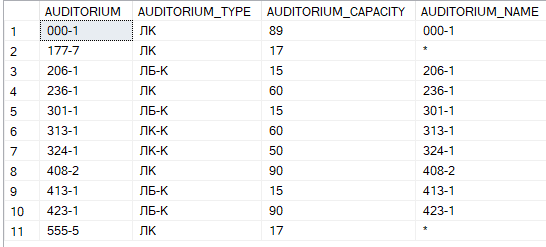 AUDITORIUM AUDITORIUM_TYPE AUDITORIUM_CAPACITY AUDITORIUM_NAME
1 000-1 ЛК 89 000-1
2 177-7 ЛК 17 *
3 206-1 ЛБ-К 15 206-1
4 236-1 ЛК 60 236-1
5 301-1 ЛБ-К 15 301-1
6 313-1 ЛК-К 60 313-1
7 324-1 ЛК-К 50 324-1
8 408-2 ЛК 90 408-2
9 413-1 ЛБ-К 15 413-1
10 423-1 ЛБ-К 90 423-1
11 555-5 ЛК 17 *